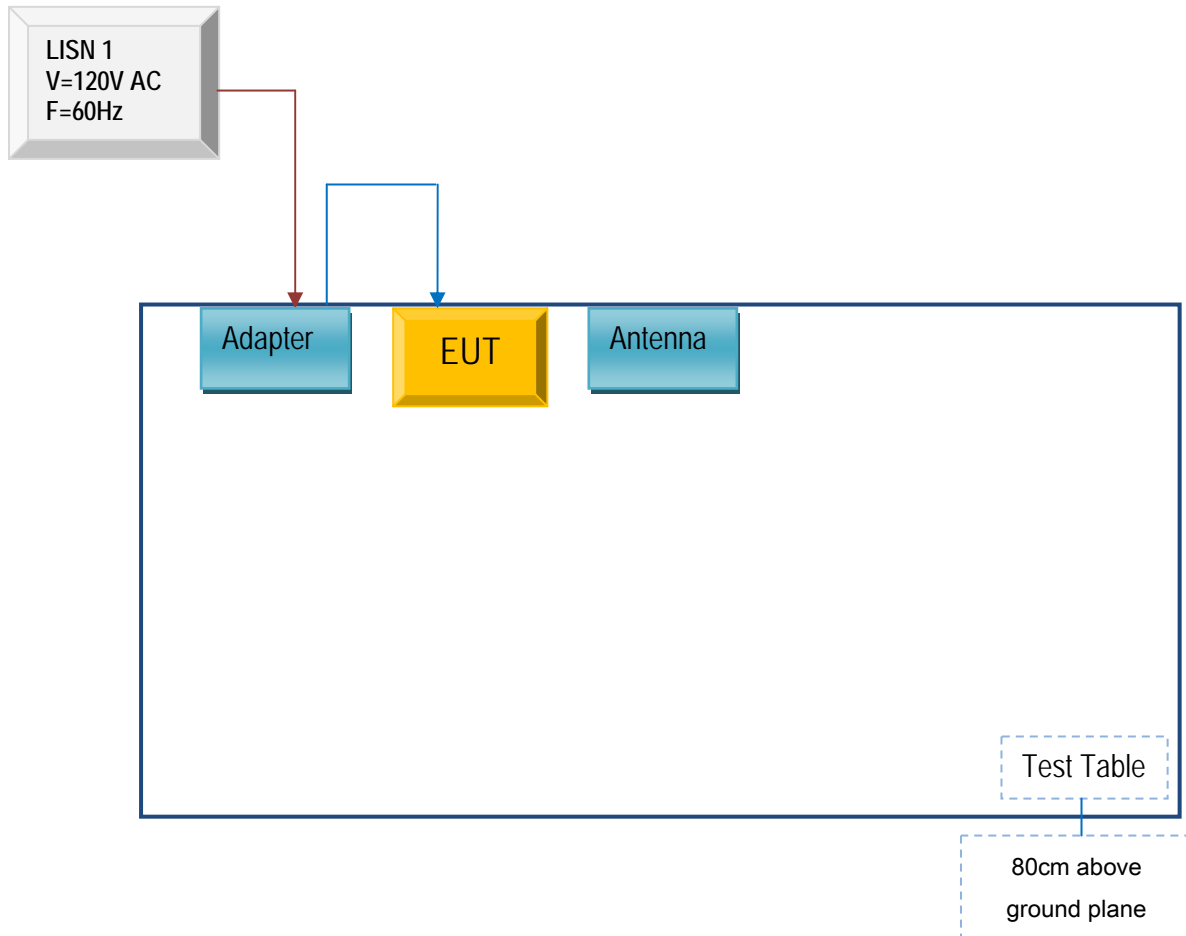 LISN 1
V=120V AC
F=60Hz
Adapter
EUT
Antenna
Test Table
80cm above
ground plane